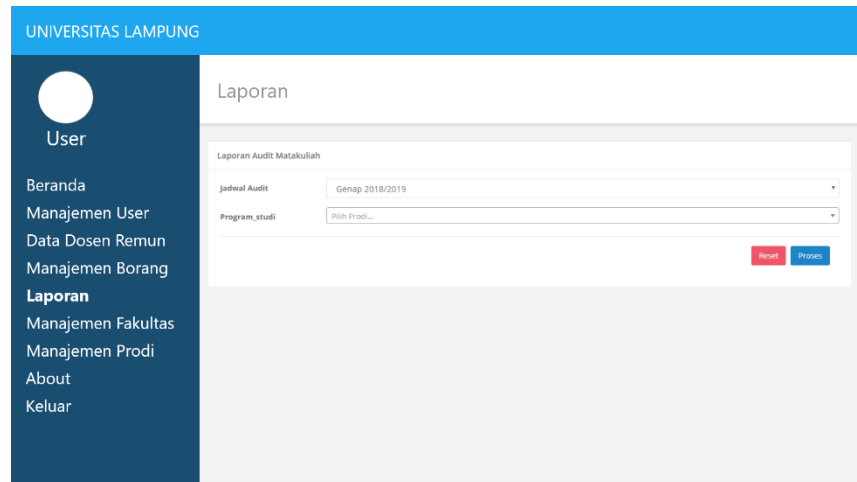 UNIVERSITAS LAMPUNG
User
Beranda
Manajemen User
Data Dosen Remun
Manajemen Borang
Laporan
Manajemen Fakultas
Manajemen Prodi
About
Keluar
Laporan
Laporan Audit Matakuliah
Jadwal Audit Genap 2018/2019
Program_studi Pilih Prodi...
Reset Proses